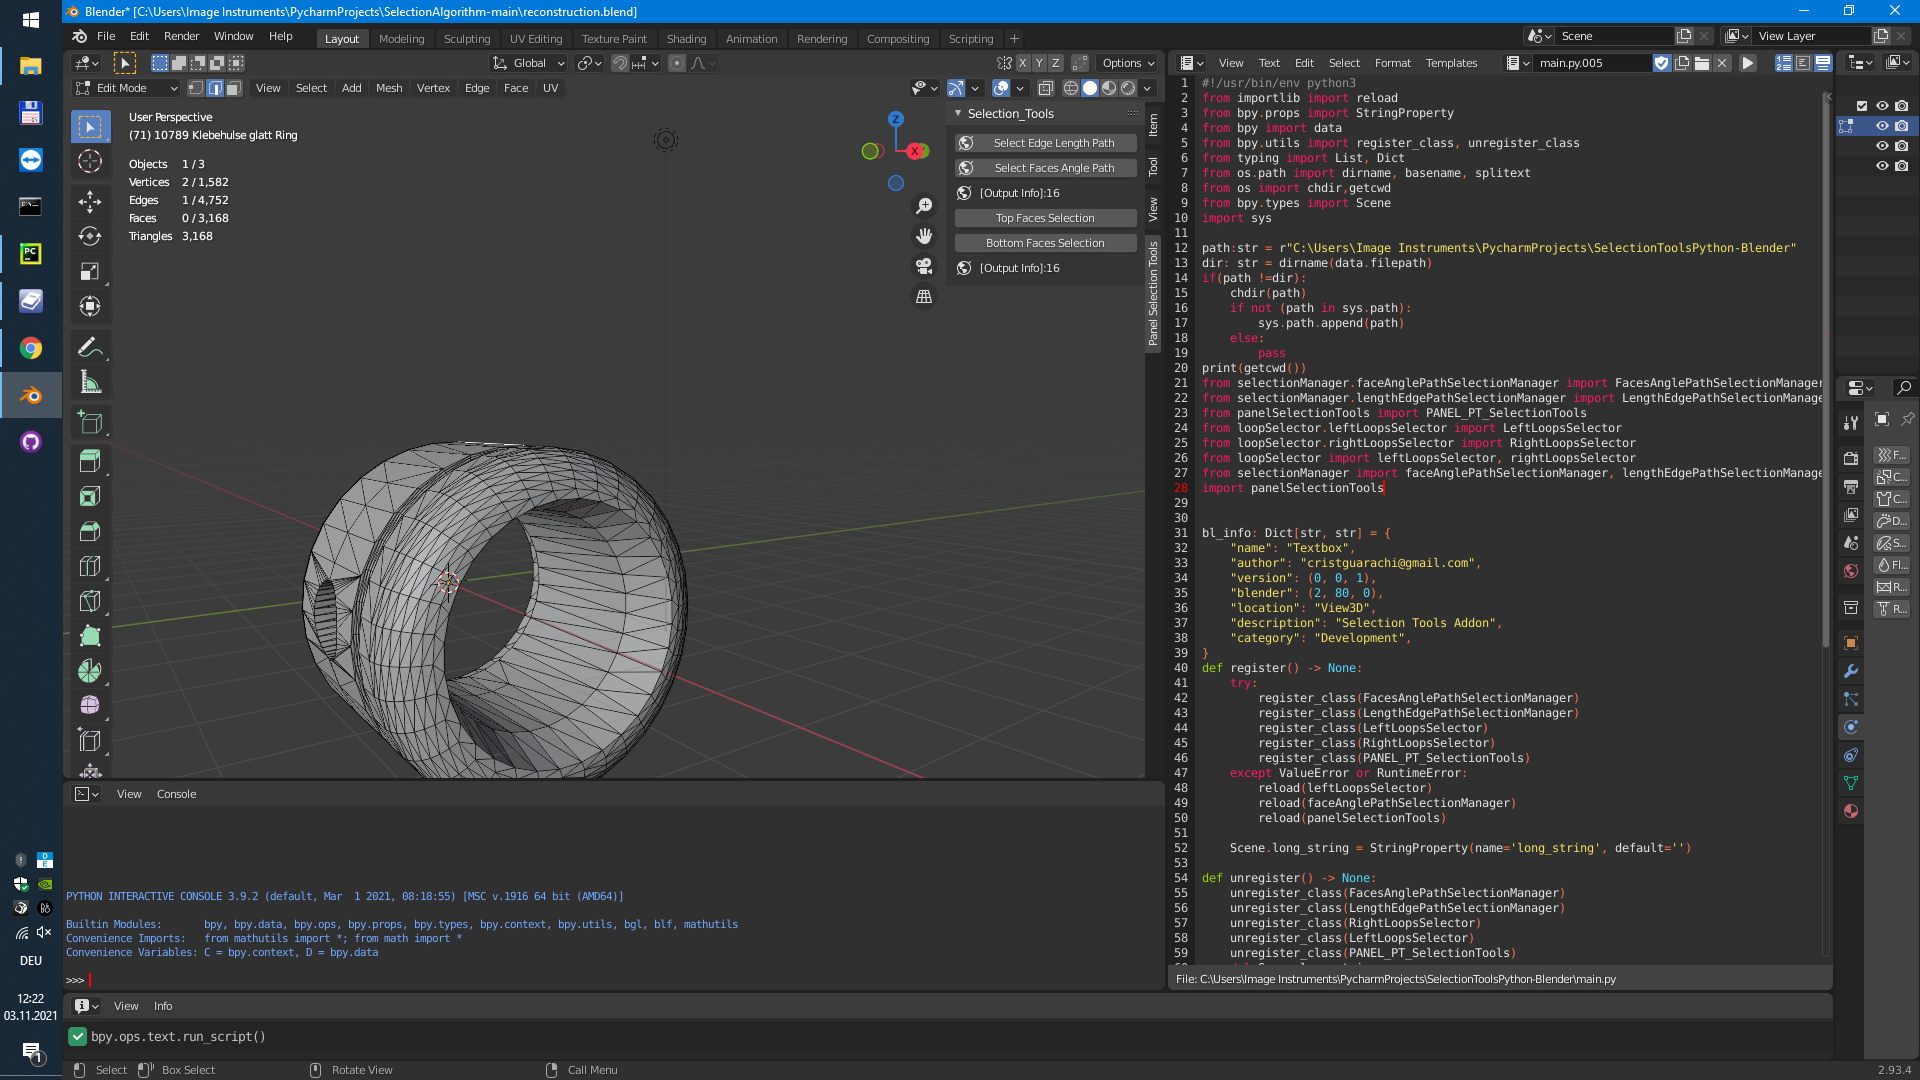 Blender* [C:\Users\Image Instruments\PycharmProjects\SelectionAlgorithm-main\reconstruction.blend]
File Edit Render Window Help Layout Modeling Sculpting UV Editing Texture Paint Shading Animation Rendering Compositing Scripting + Scene View Layer
Global X Y Z Options
View Text Edit Select Format Templates main.py.005
Edit Mode View Select Add Mesh Vertex Edge Face UV
User Perspective
(71) 10789 Klebehulse glatt Ring
Objects 1 / 3
Vertices 2 / 1,582
Edges 1 / 4,752
Faces 0 / 3,168
Triangles 3,168
Z
X
Selection_Tools
Select Edge Length Path
Select Faces Angle Path
[Output Info]:16
Top Faces Selection
Bottom Faces Selection
[Output Info]:16
Item
Tool
View
Panel Selection Tools
1 #!/usr/bin/env python3
2 from importlib import reload
3 from bpy.props import StringProperty
4 from bpy import data
5 from bpy.utils import register_class, unregister_class
6 from typing import List, Dict
7 from os.path import dirname, basename, splitext
8 from os import chdir,getcwd
9 from bpy.types import Scene
10 import sys
11
12 path:str = r"C:\Users\Image Instruments\PycharmProjects\SelectionToolsPython-Blender"
13 dir: str = dirname(data.filepath)
14 if(path !=dir):
15 chdir(path)
16 if not (path in sys.path):
17 sys.path.append(path)
18 else:
19 pass
20 print(getcwd())
21 from selectionManager.faceAnglePathSelectionManager import FacesAnglePathSelectionManager
22 from selectionManager.lengthEdgePathSelectionManager import LengthEdgePathSelectionMana
23 from panelSelectionTools import PANEL_PT_SelectionTools
24 from loopSelector.leftLoopsSelector import LeftLoopsSelector
25 from loopSelector.rightLoopsSelector import RightLoopsSelector
26 from loopSelector import leftLoopsSelector, rightLoopsSelector
27 from selectionManager import faceAnglePathSelectionManager, lengthEdgePathSelectionManage
28 import panelSelectionTools
29
30
31 bl_info: Dict[str, str] = {
32 "name": "Textbox",
33 "author": "cristguarachi@gmail.com",
34 "version": (0, 0, 1),
35 "blender": (2, 80, 0),
36 "location": "View3D",
37 "description": "Selection Tools Addon",
38 "category": "Development",
39 }
40 def register() -> None:
41 try:
42 register_class(FacesAnglePathSelectionManager)
43 register_class(LengthEdgePathSelectionManager)
44 register_class(LeftLoopsSelector)
45 register_class(RightLoopsSelector)
46 register_class(PANEL_PT_SelectionTools)
47 except ValueError or RuntimeError:
48 reload(leftLoopsSelector)
49 reload(faceAnglePathSelectionManager)
50 reload(panelSelectionTools)
51
52 Scene.long_string = StringProperty(name='long_string', default='')
53
54 def unregister() -> None:
55 unregister_class(FacesAnglePathSelectionManager)
56 unregister_class(LengthEdgePathSelectionManager)
57 unregister_class(RightLoopsSelector)
58 unregister_class(LeftLoopsSelector)
59 unregister_class(PANEL_PT_SelectionTools)
File: C:\Users\Image Instruments\PycharmProjects\SelectionToolsPython-Blender\main.py
F...
C...
C...
D...
S...
Fl...
R...
R...
View Console
PYTHON INTERACTIVE CONSOLE 3.9.2 (default, Mar 1 2021, 08:18:55) [MSC v.1916 64 bit (AMD64)]
Builtin Modules: bpy, bpy.data, bpy.ops, bpy.props, bpy.types, bpy.context, bpy.utils, bgl, blf, mathutils
Convenience Imports: from mathutils import *; from math import *
Convenience Variables: C = bpy.context, D = bpy.data
>>>
View Info
bpy.ops.text.run_script()
Select Box Select Rotate View Call Menu 2.93.4
DEU
12:22
03.11.2021
1